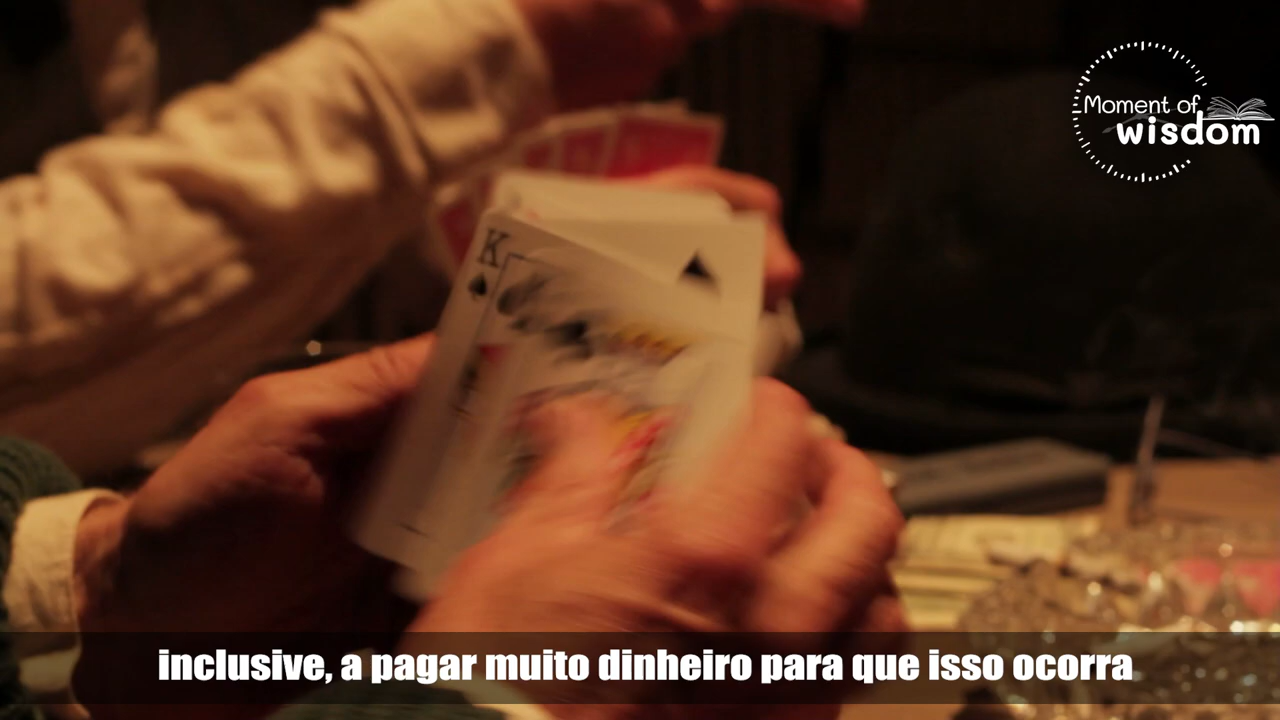 Moment of
wisdom
K
inclusive, a pagar muito dinheiro para que isso ocorra